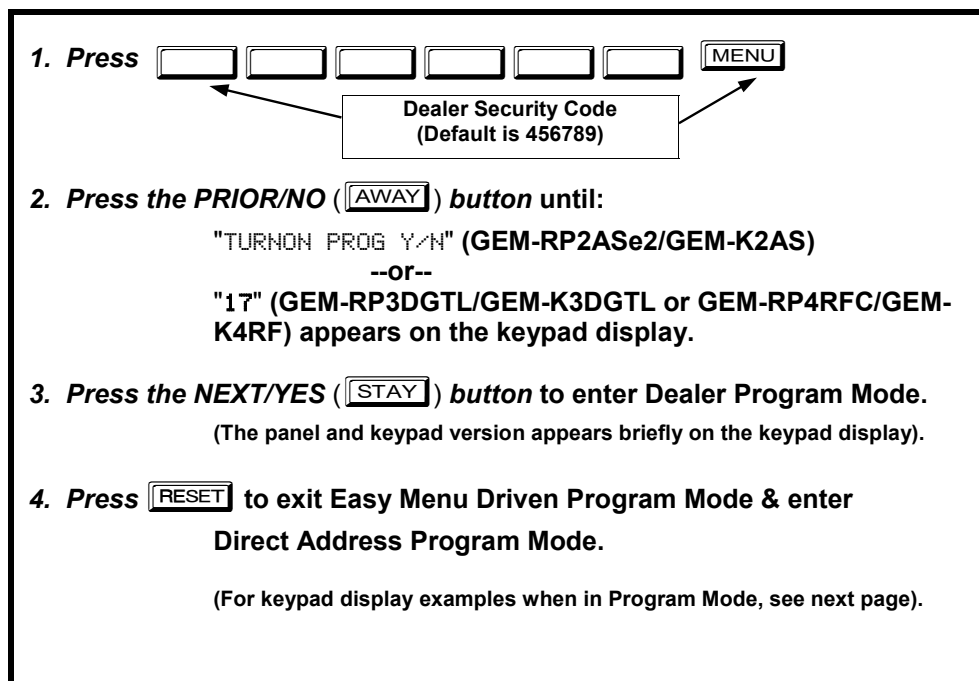 1. Press MENU
Dealer Security Code
(Default is 456789)
2. Press the PRIOR/NO (AWAY) button until:
"TURNON PROG Y/N" (GEM-RP2ASe2/GEM-K2AS)
--or--
"17" (GEM-RP3DGTL/GEM-K3DGTL or GEM-RP4RFC/GEM-
K4RF) appears on the keypad display.
3. Press the NEXT/YES (STAY) button to enter Dealer Program Mode.
(The panel and keypad version appears briefly on the keypad display).
4. Press RESET to exit Easy Menu Driven Program Mode & enter
Direct Address Program Mode.
(For keypad display examples when in Program Mode, see next page).